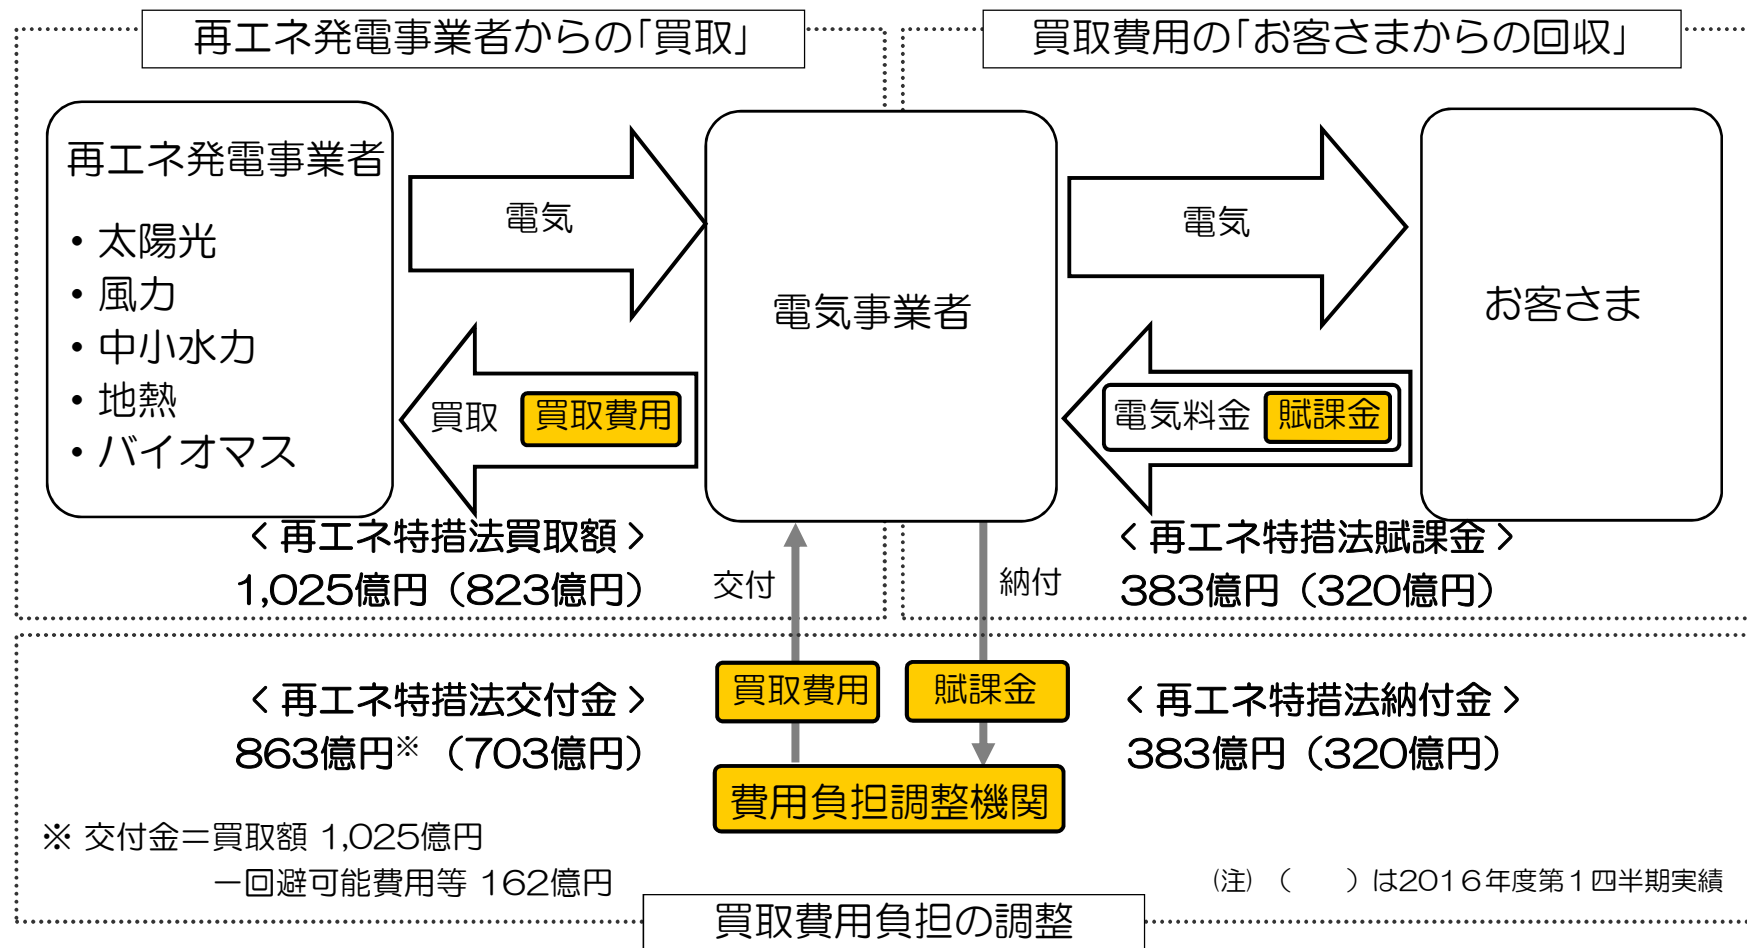 再エネ発電事業者からの「買取」
買取費用の「お客さまからの回収」
再エネ発電事業者
・太陽光
・風力
・中小水力
・地熱
・バイオマス
電気
電気事業者
電気
お客さま
買取 買取費用
電気料金 賦課金
<再エネ特措法買取額>
1,025億円（823億円）
交付
納付
<再エネ特措法賦課金>
383億円（320億円）
<再エネ特措法交付金>
863億円※（703億円）
買取費用
賦課金
<再エネ特措法納付金>
383億円（320億円）
費用負担調整機関
※ 交付金＝買取額 1,025億円
－回避可能費用等 162億円
(注)（　　）は2016年度第1四半期実績
買取費用負担の調整